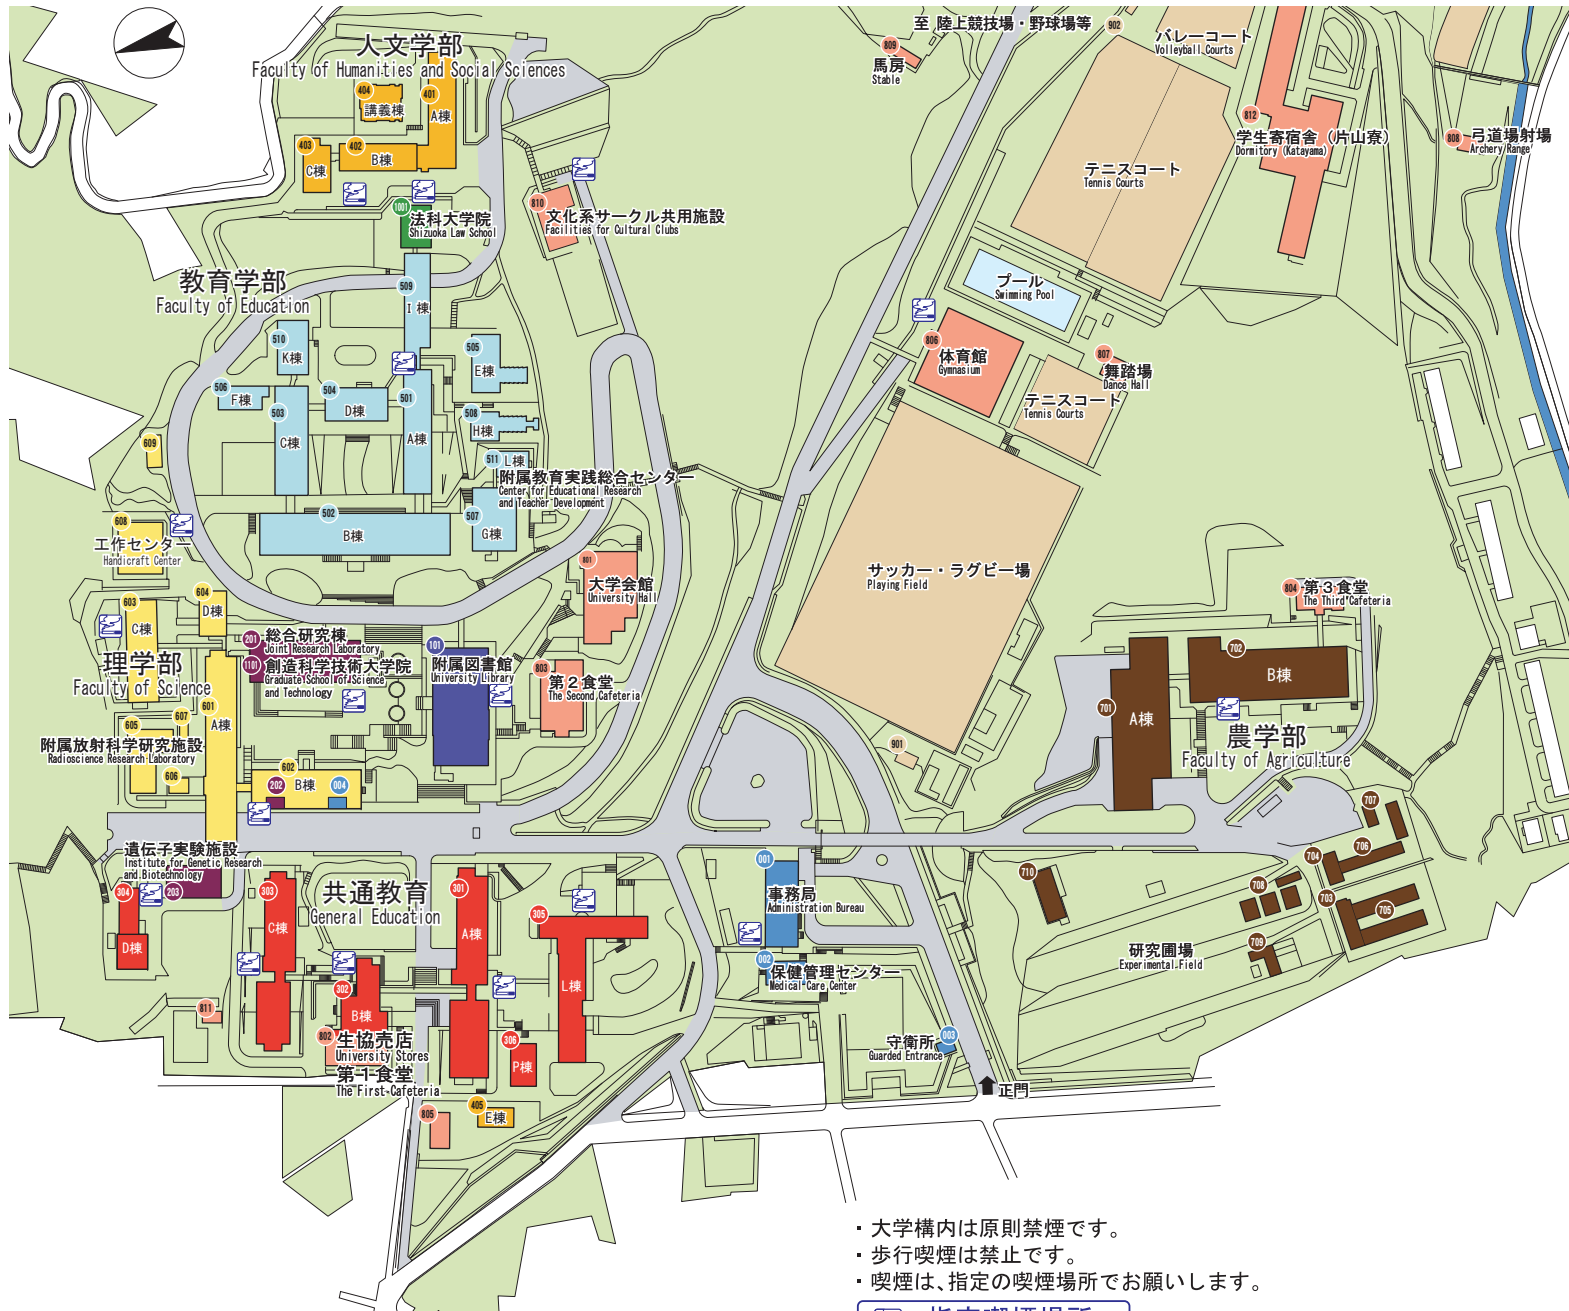 人文学部
Faculty of Humanities and Social Sciences
404
講義棟
401
A棟
403
C棟
402
B棟
1001
法科大学院
Shizuoka Law School
810
文化系サークル共用施設
Facilities for Cultural Clubs
至 陸上競技場・野球場等
902
バレーコート
Volleyball Courts
809
馬房
Stable
812
学生寄宿舎（片山寮）
Dormitory (Katayama)
808
弓道場射場
Archery Range
テニスコート
Tennis Courts
プール
Swimming Pool
806
体育館
Gymnasium
807
舞踏場
Dance Hall
テニスコート
Tennis Courts
教育学部
Faculty of Education
509
I棟
510
K棟
505
E棟
506
F棟
504
D棟
501
A棟
503
C棟
508
H棟
511
L棟
附属教育実践総合センター
Center for Educational Research
and Teacher Development
507
G棟
502
B棟
609
608
工作センター
Handicraft Center
801
大学会館
University Hall
サッカー・ラグビー場
Playing Field
804
第3食堂
The Third Cafeteria
603
C棟
604
D棟
理学部
Faculty of Science
201
総合研究棟
Joint Research Laboratory
1101
創造科学技術大学院
Graduate School of Science
and Technology
101
附属図書館
University Library
803
第2食堂
The Second Cafeteria
702
B棟
701
A棟
農学部
Faculty of Agriculture
601
A棟
605
607
附属放射科学研究施設
Radioscience Research Laboratory
606
602
B棟
202
004
901
遺伝子実験施設
Institute for Genetic Research
and Biotechnology
203
304
D棟
303
C棟
共通教育
General Education
301
A棟
305
L棟
001
事務局
Administration Bureau
002
保健管理センター
Medical Care Center
707
706
704
708
703
705
710
709
研究圃場
Experimental Field
811
302
B棟
802
生協売店
University Stores
第1食堂
The First Cafeteria
306
P棟
003
守衛所
Guarded Entrance
正門
805
405
E棟
・大学構内は原則禁煙です。
・歩行喫煙は禁止です。
・喫煙は、指定の喫煙場所でお願いします。
指定喫煙場所